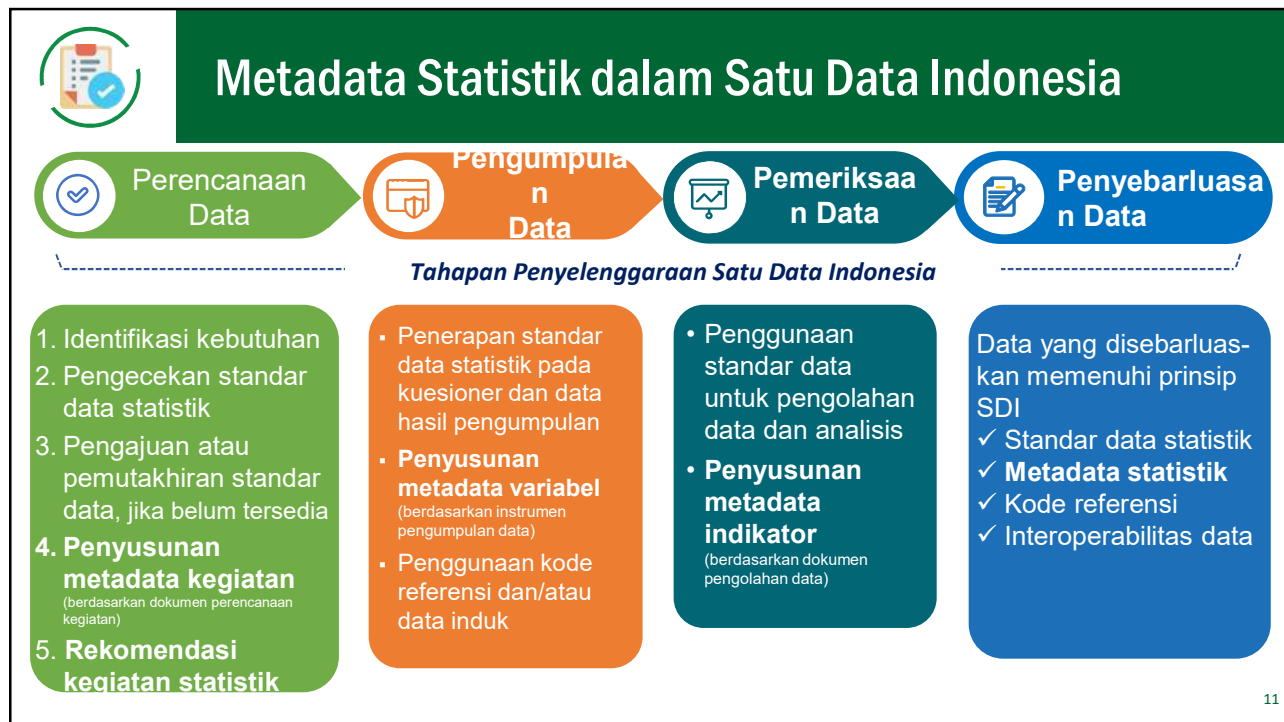 Metadata Statistik dalam Satu Data Indonesia
Perencanaan
Data
Pengumpula
n
Data
Pemeriksaa
n Data
Penyebarluasa
n Data
Tahapan Penyelenggaraan Satu Data Indonesia
1. Identifikasi kebutuhan
2. Pengecekan standar
data statistik
3. Pengajuan atau
pemutakhiran standar
data, jika belum tersedia
4. Penyusunan
metadata kegiatan
(berdasarkan dokumen perencanaan
kegiatan)
5. Rekomendasi
kegiatan statistik
▪ Penerapan standar
data statistik pada
kuesioner dan data
hasil pengumpulan
▪ Penyusunan
metadata variabel
(berdasarkan instrumen
pengumpulan data)
▪ Penggunaan kode
referensi dan/atau
data induk
• Penggunaan
standar data
untuk pengolahan
data dan analisis
• Penyusunan
metadata
indikator
(berdasarkan dokumen
pengolahan data)
Data yang disebarluas-
kan memenuhi prinsip
SDI
✓ Standar data statistik
✓ Metadata statistik
✓ Kode referensi
✓ Interoperabilitas data
11